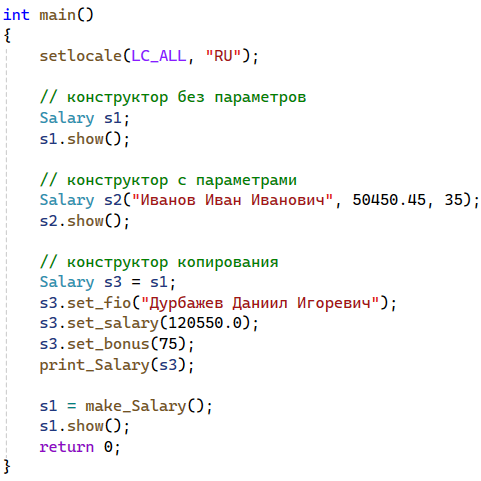 int main()
{
setlocale(LC_ALL, "RU");
// конструктор без параметров
Salary s1;
s1.show();
// конструктор с параметрами
Salary s2("Иванов Иван Иванович", 50450.45, 35);
s2.show();
// конструктор копирования
Salary s3 = s1;
s3.set_fio("Дурбажев Даниил Игоревич");
s3.set_salary(120550.0);
s3.set_bonus(75);
print_Salary(s3);
s1 = make_Salary();
s1.show();
return 0;
}